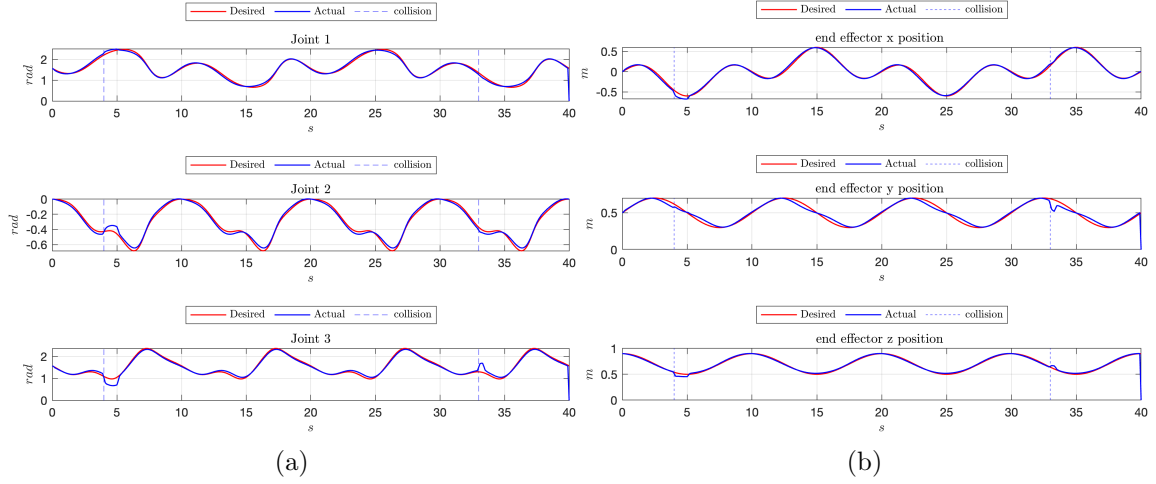 Desired Actual collision
Joint 1
rad
2
1
0
0 5 10 15 20 25 30 35 40
s
Desired Actual collision
Joint 2
rad
0
-0.2
-0.4
-0.6
0 5 10 15 20 25 30 35 40
s
Desired Actual collision
Joint 3
rad
2
1
0
0 5 10 15 20 25 30 35 40
s
(a)
Desired Actual collision
end effector x position
m
0.5
0
-0.5
0 5 10 15 20 25 30 35 40
s
Desired Actual collision
end effector y position
m
0.5
0
0 5 10 15 20 25 30 35 40
s
Desired Actual collision
end effector z position
m
1
0.5
0
0 5 10 15 20 25 30 35 40
s
(b)